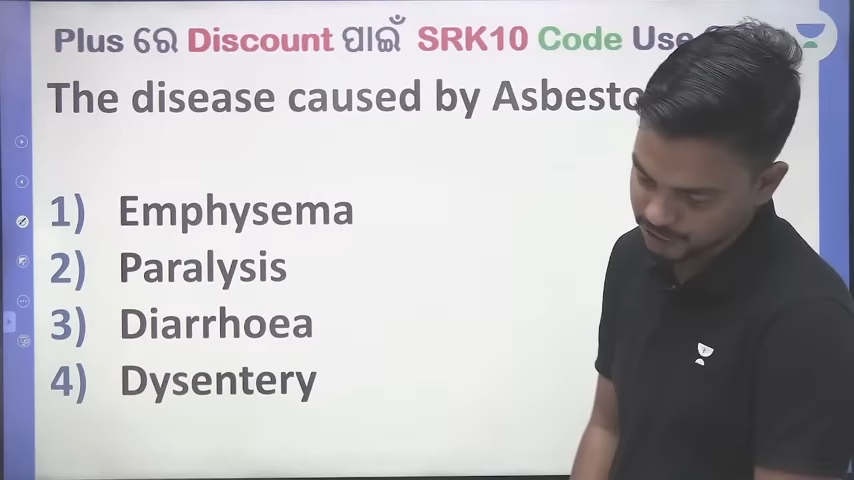 Plus ରେ Discount ପାଇଁ SRK10 Code Use
The disease caused by Asbesto
1) Emphysema
2) Paralysis
3) Diarrhoea
4) Dysentery